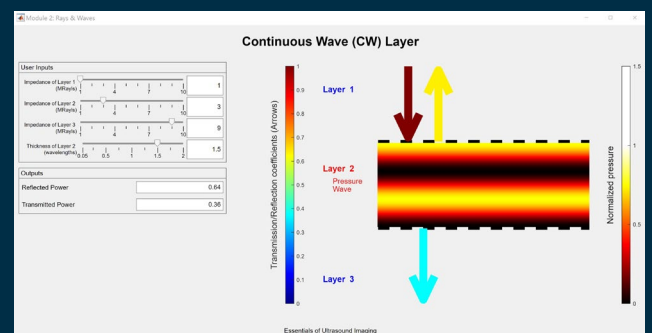 Module 2: Rays & Waves
Continuous Wave (CW) Layer
User Inputs
Impedance of Layer 1
(MRayls)
1 4 7 10
1
Impedance of Layer 2
(MRayls)
1 4 7 10
3
Impedance of Layer 3
(MRayls)
1 4 7 10
9
Thickness of Layer 2
(wavelengths)
0.05 0.5 1 1.5 2
1.5
Outputs
Reflected Power
0.64
Transmitted Power
0.36
Transmission/Reflection coefficients (Arrows)
1
0.9
0.8
0.7
0.6
0.5
0.4
0.3
0.2
0.1
0
Layer 1
Layer 2
Pressure
Wave
Layer 3
1.5
1
0.5
0
Normalized pressure
Essentials of Ultrasound Imaging